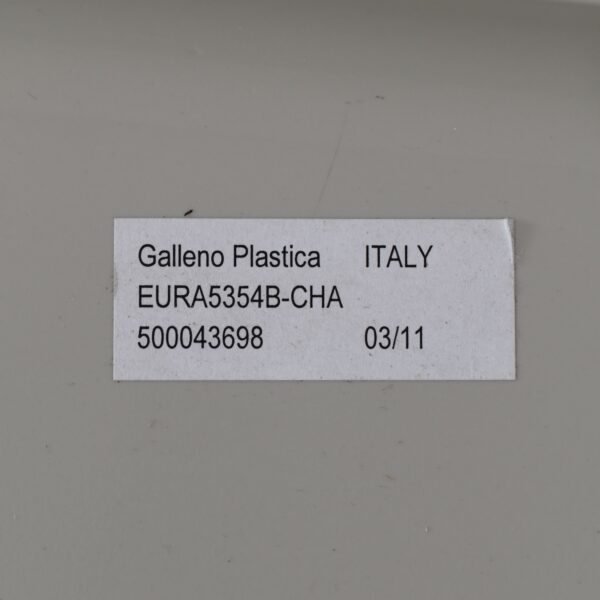 Galleno Plastica ITALY
EURA5354B-CHA
500043698 03/11